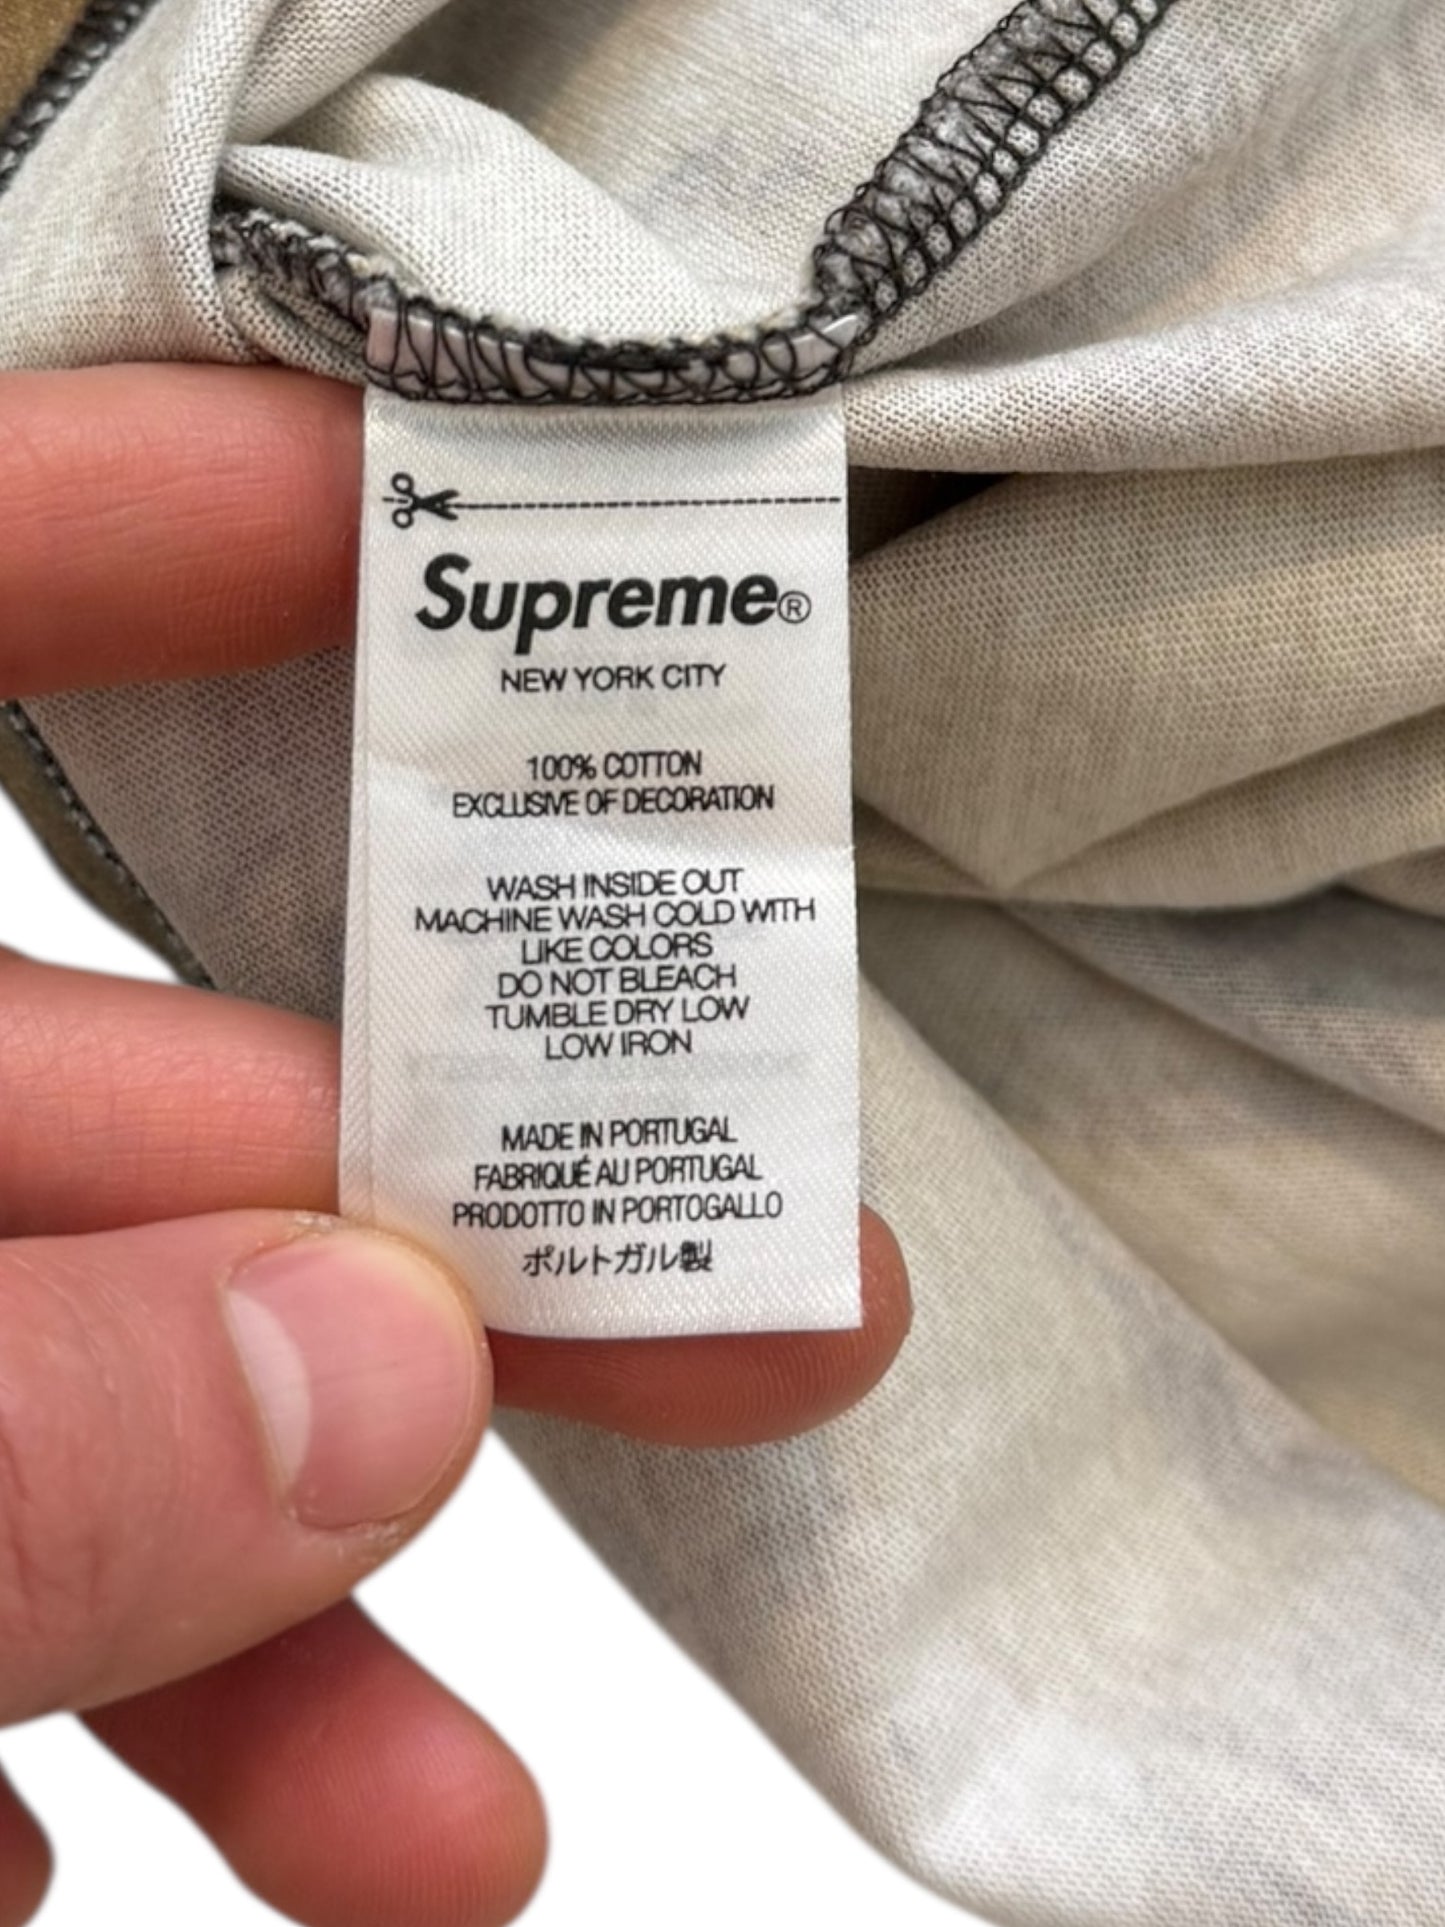 Supreme®
NEW YORK CITY
100% COTTON
EXCLUSIVE OF DECORATION
WASH INSIDE OUT
MACHINE WASH COLD WITH
LIKE COLORS
DO NOT BLEACH
TUMBLE DRY LOW
LOW IRON
MADE IN PORTUGAL
FABRIQUÉ AU PORTUGAL
PRODOTTO IN PORTOGALLO
ポルトガル製